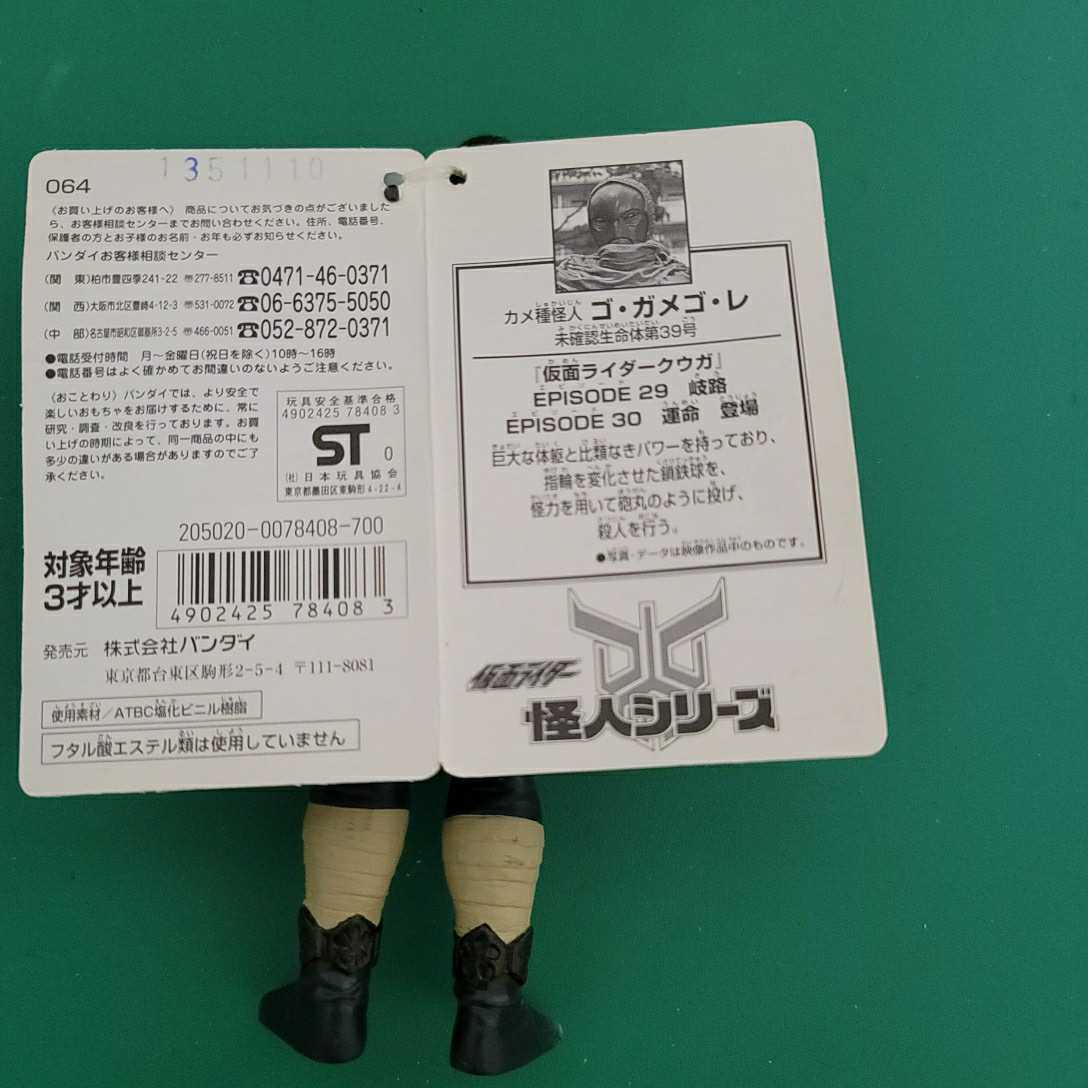 1351110
064
〈お買い上げのお客様へ〉 商品についてお気づきの点がございました
ら、お客様相談センターまでお問い合わせください。住所、電話番号、
保護者の方とお子様のお名前・お年も必ずお知らせください。
バンダイお客様相談センター
(関 東)柏市豊四季241-22 〠277-8511 ☎0471-46-0371
(関 西)大阪市北区豊崎4-12-3 〠531-0072 ☎06-6375-5050
(中 部)名古屋市昭和区御器所3-2-5 〠466-0051 ☎052-872-0371
●電話受付時間 月～金曜日(祝日を除く)10時～16時
●電話番号はよく確かめてお間違いのないようご注意ください。
〈おことわり〉バンダイでは、より安全で
楽しいおもちゃをお届けするために、常に
研究・調査・改良を行っております。お買
い上げの時期によって、同一商品の中にも
多少の違いがある場合がありますのでご了
承ください。
玩具安全基準合格
4902425 78408 3
ST 0
(社)日本玩具協会
東京都墨田区東駒形4-22-4
205020-0078408-700
対象年齢
3才以上
4902425 78408 3
発売元 株式会社バンダイ
東京都台東区駒形2-5-4 〒111-8081
使用素材/ATBC塩化ビニル樹脂
フタル酸エステル類は使用していません
カメ種怪人 ゴ・ガメゴ・レ
未確認生命体第39号
『仮面ライダークウガ』
EPISODE 29 岐路
EPISODE 30 運命 登場
巨大な体躯と比類なきパワーを持っており、
指輪を変化させた鎖鉄球を、
怪力を用いて砲丸のように投げ、
殺人を行う。
●写真・データは映像作品中のものです。
仮面ライダー
怪人シリーズ